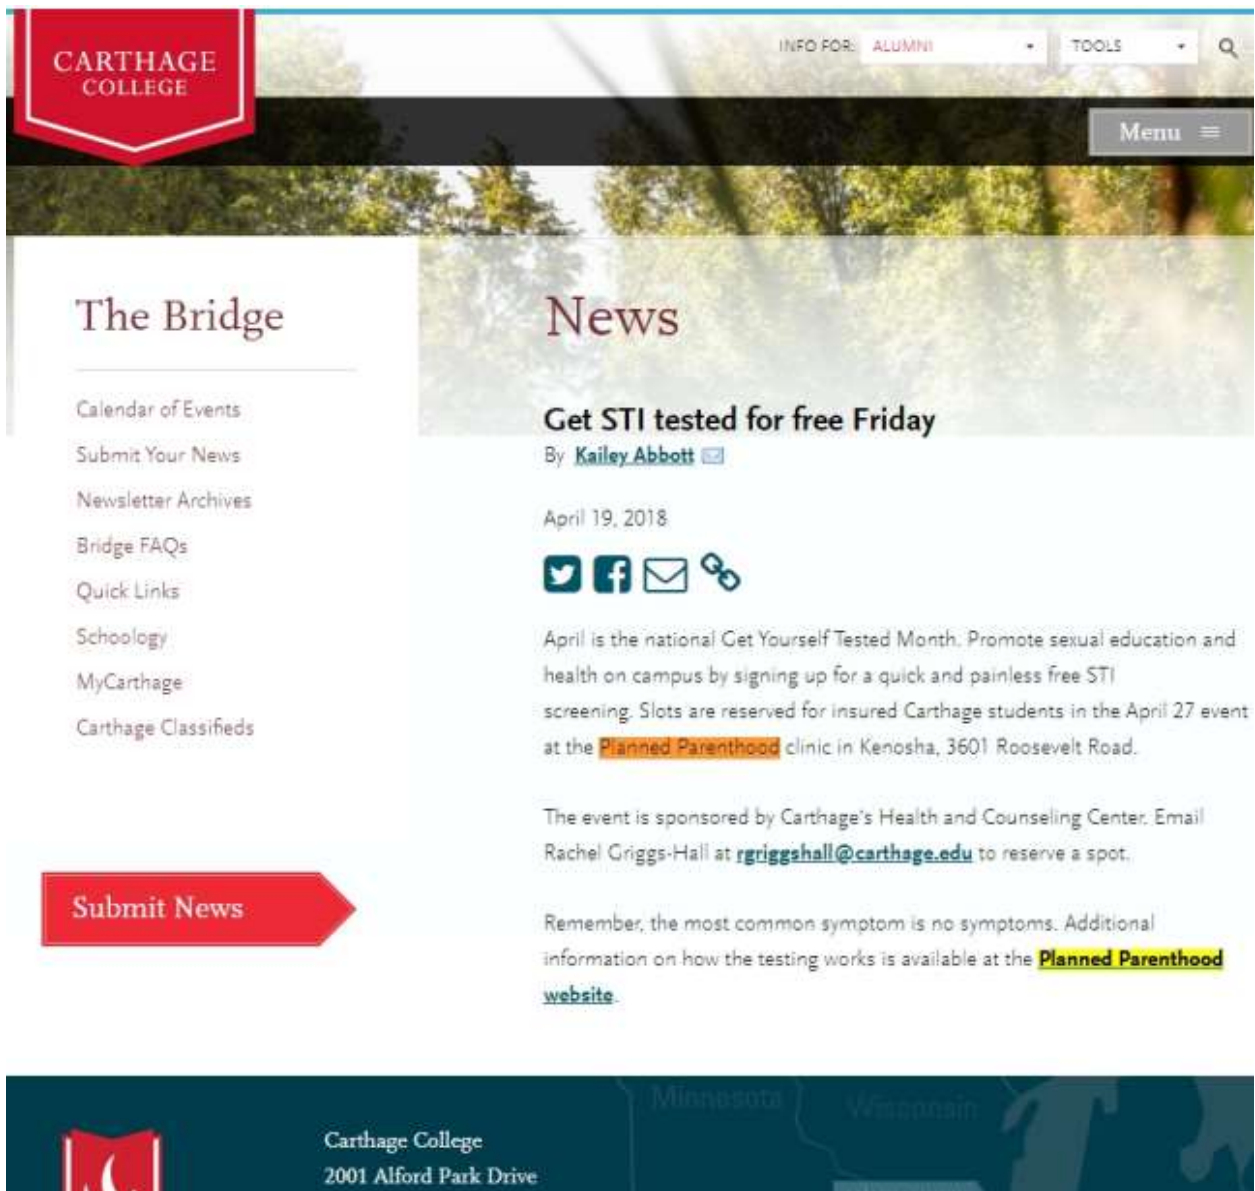 CARTHAGE
COLLEGE
INFO FOR: ALUMNI
TOOLS
Menu
The Bridge
Calendar of Events
Submit Your News
Newsletter Archives
Bridge FAQs
Quick Links
Schoology
MyCarthage
Carthage Classifieds
Submit News
News
Get STI tested for free Friday
By Kailey Abbott
April 19, 2018
April is the national Get Yourself Tested Month. Promote sexual education and
health on campus by signing up for a quick and painless free STI
screening. Slots are reserved for insured Carthage students in the April 27 event
at the Planned Parenthood clinic in Kenosha, 3601 Roosevelt Road.
The event is sponsored by Carthage's Health and Counseling Center. Email
Rachel Griggs-Hall at rgriggshall@carthage.edu to reserve a spot.
Remember, the most common symptom is no symptoms. Additional
information on how the testing works is available at the Planned Parenthood
website.
Minnesota
Wisconsin
Carthage College
2001 Alford Park Drive